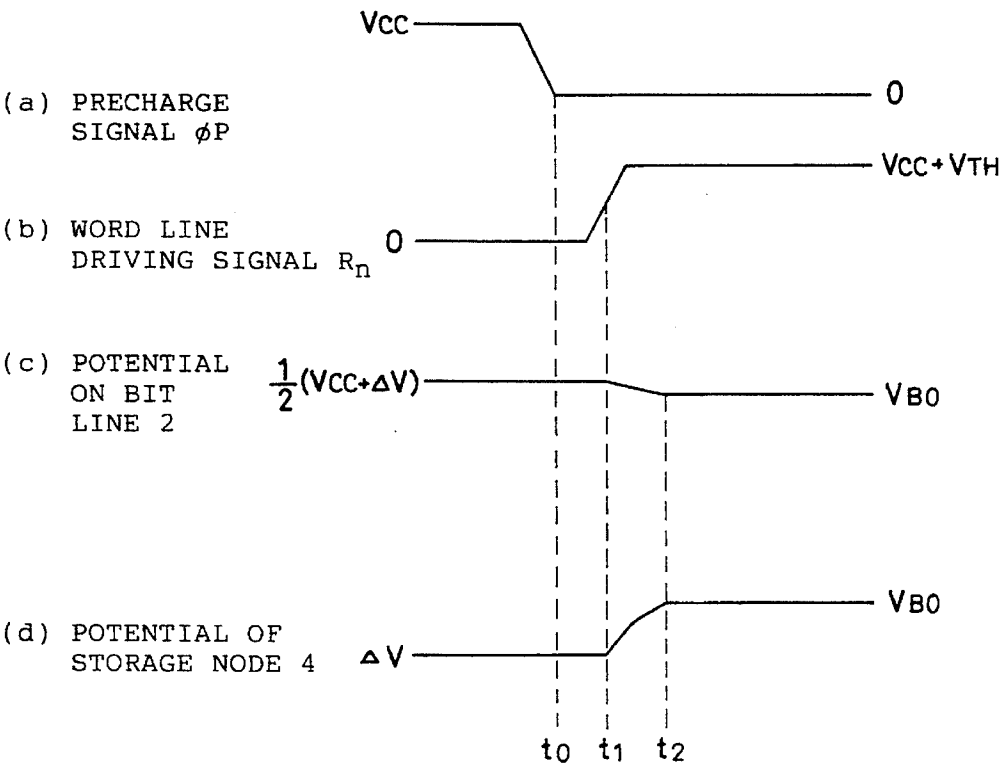 VCC
(a) PRECHARGE
SIGNAL ϕP
0
VCC+VTH
(b) WORD LINE
DRIVING SIGNAL Rn
0
(c) POTENTIAL
ON BIT
LINE 2
1/2(VCC+ΔV)
VB0
(d) POTENTIAL OF
STORAGE NODE 4
ΔV
VB0
t0 t1 t2